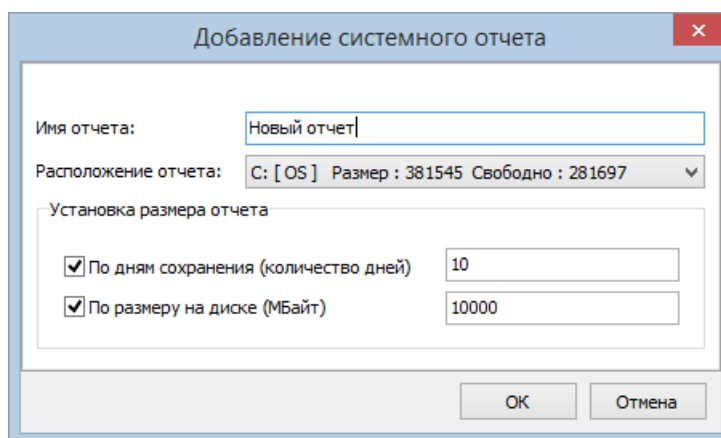 Добавление системного отчета
Имя отчета: Новый отчет
Расположение отчета: C: [ OS ] Размер : 381545 Свободно : 281697
Установка размера отчета
По дням сохранения (количество дней) 10
По размеру на диске (МБайт) 10000
OK Отмена